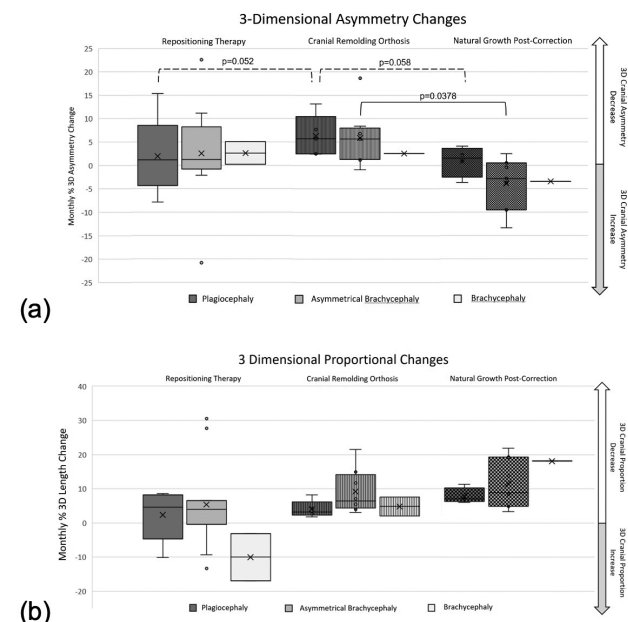 3-Dimensional Asymmetry Changes
Repositioning Therapy
Cranial Remolding Orthosis
Natural Growth Post-Correction
p=0.052
p=0.058
p=0.0378
Monthly % 3D Asymmetry Change
25
20
15
10
5
0
-5
-10
-15
-20
-25
3D Cranial Asymmetry
Decrease
3D Cranial Asymmetry
Increase
Plagiocephaly
Asymmetrical Brachycephaly
Brachycephaly
(a)
3 Dimensional Proportional Changes
Repositioning Therapy
Cranial Remolding Orthosis
Natural Growth Post-Correction
Monthly % 3D Length Change
40
30
20
10
0
-10
-20
3D Cranial Proportion
Decrease
3D Cranial Proportion
Increase
Plagiocephaly
Asymmetrical Brachycephaly
Brachycephaly
(b)